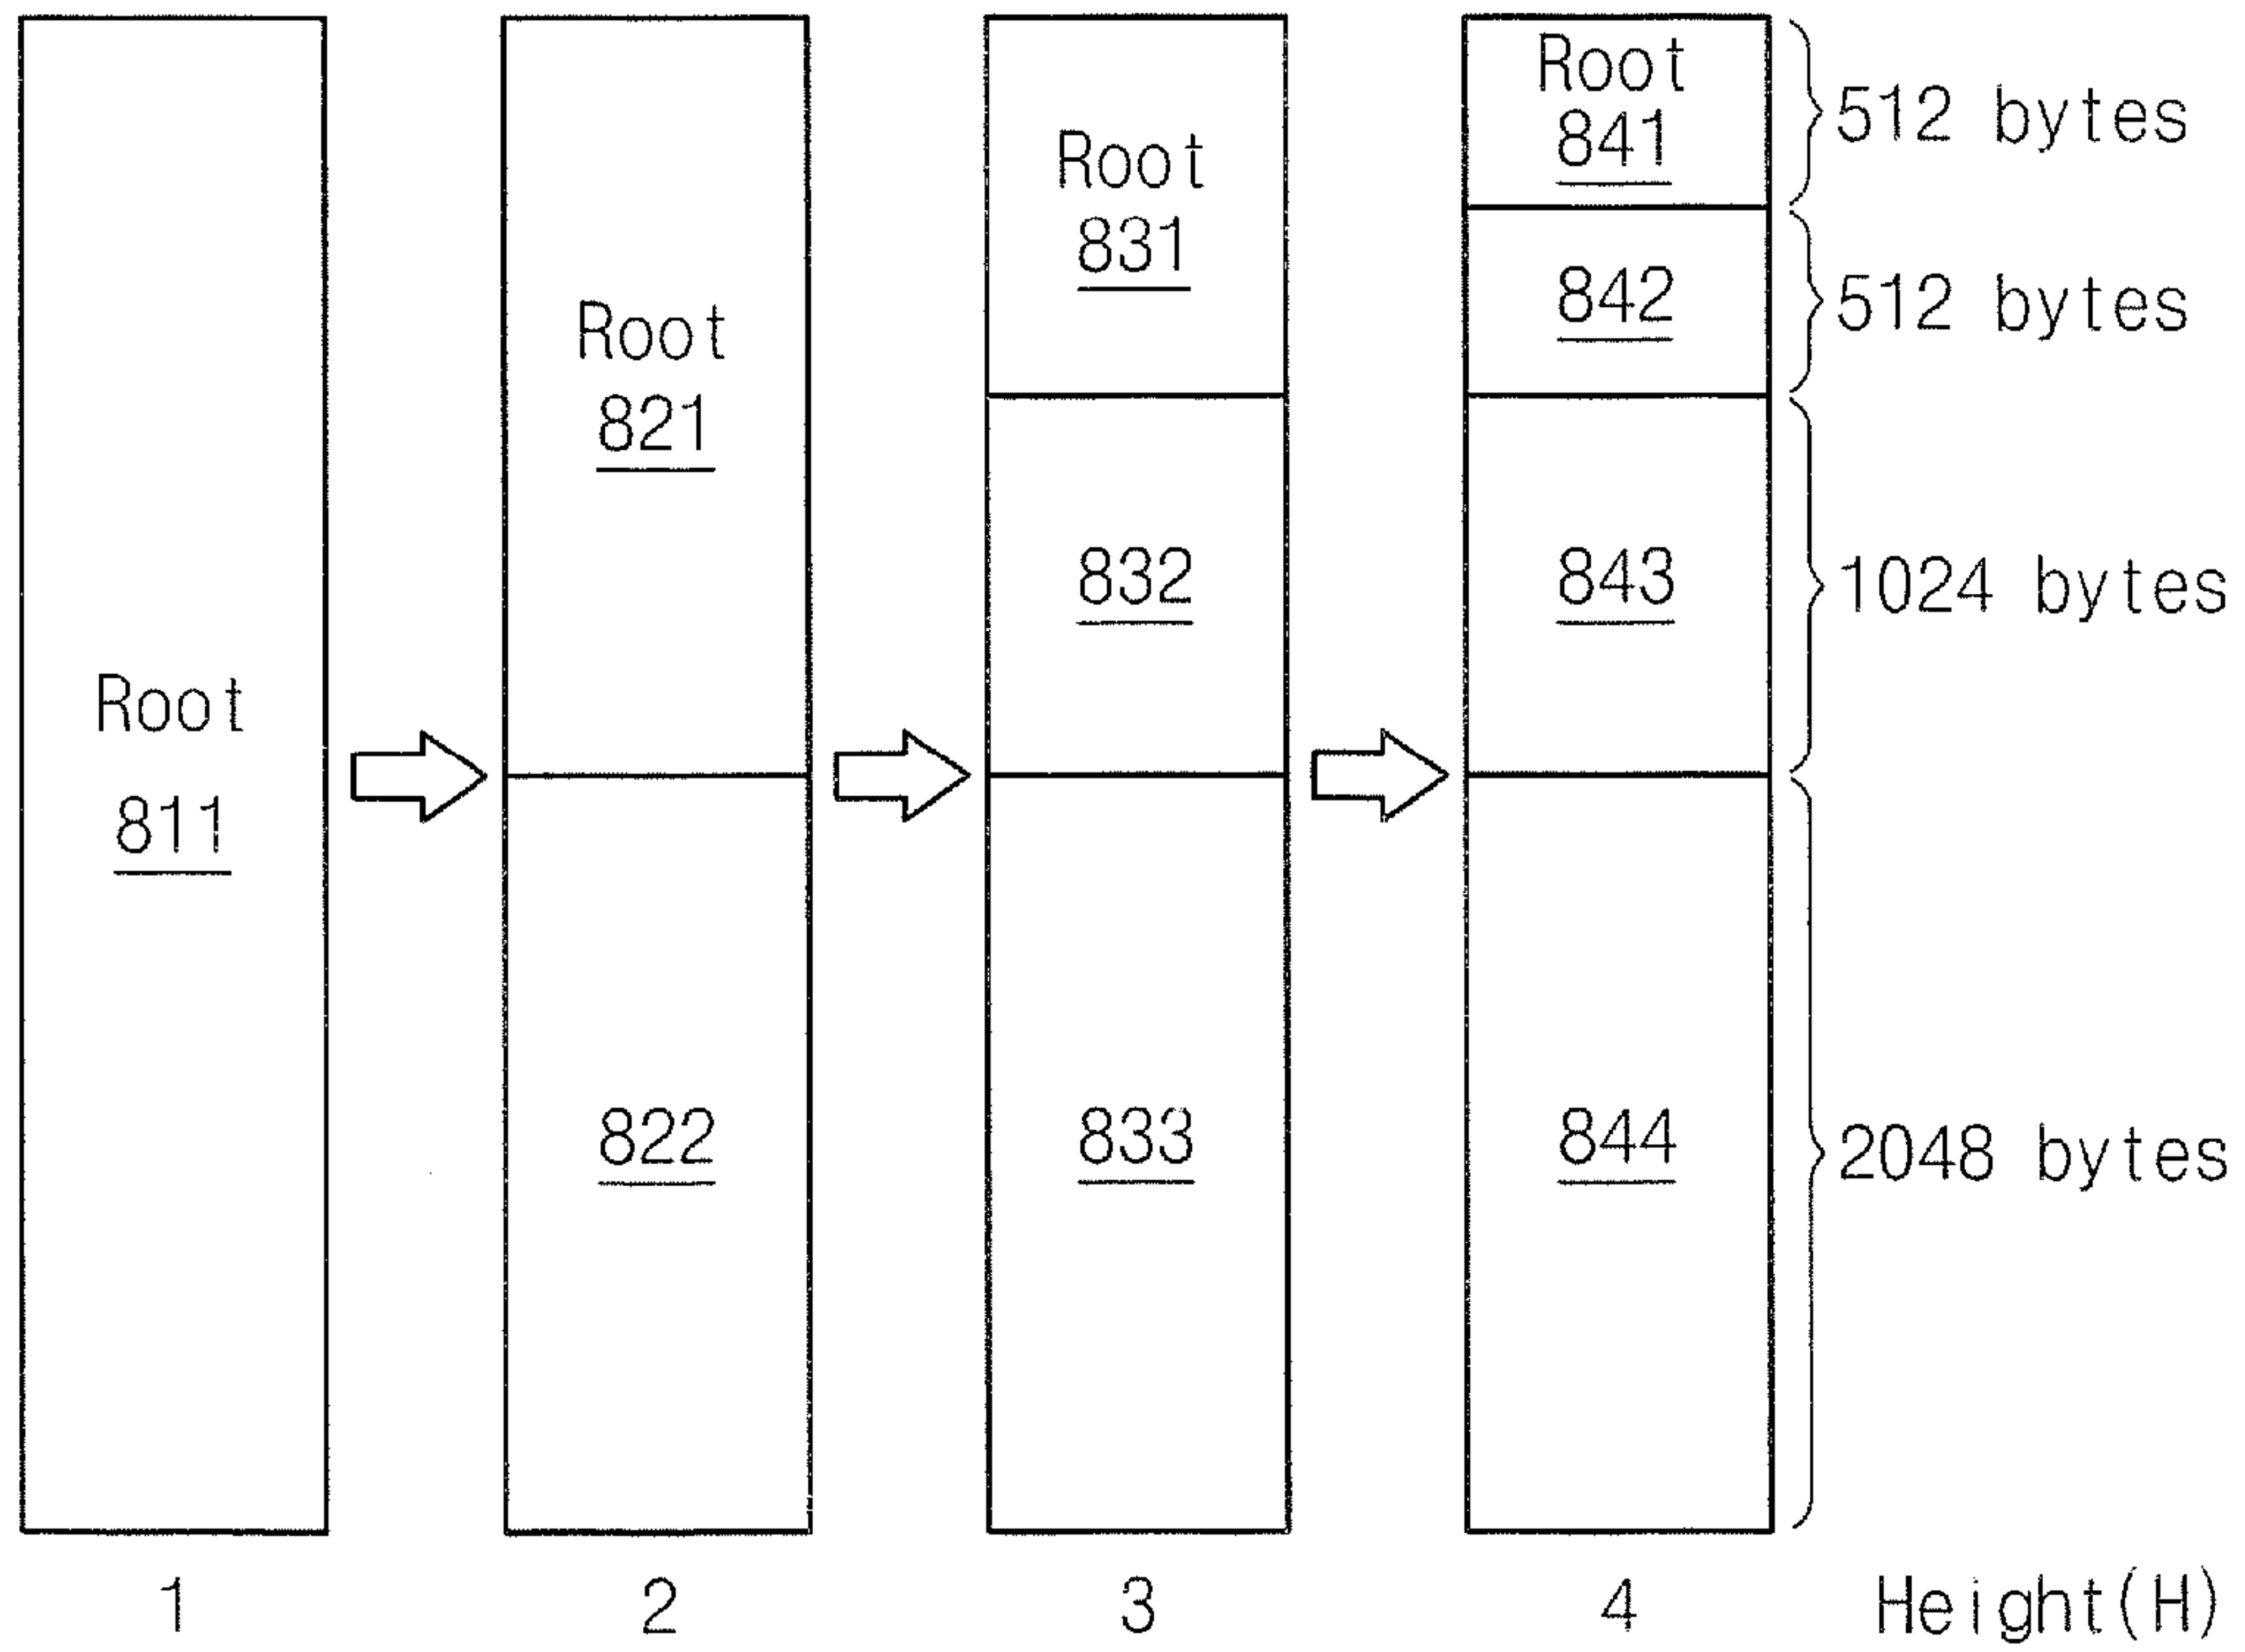 Root
811
Root
821
822
Root
831
832
833
Root
841
842
843
844
512 bytes
512 bytes
1024 bytes
2048 bytes
1 2 3 4 Height(H)